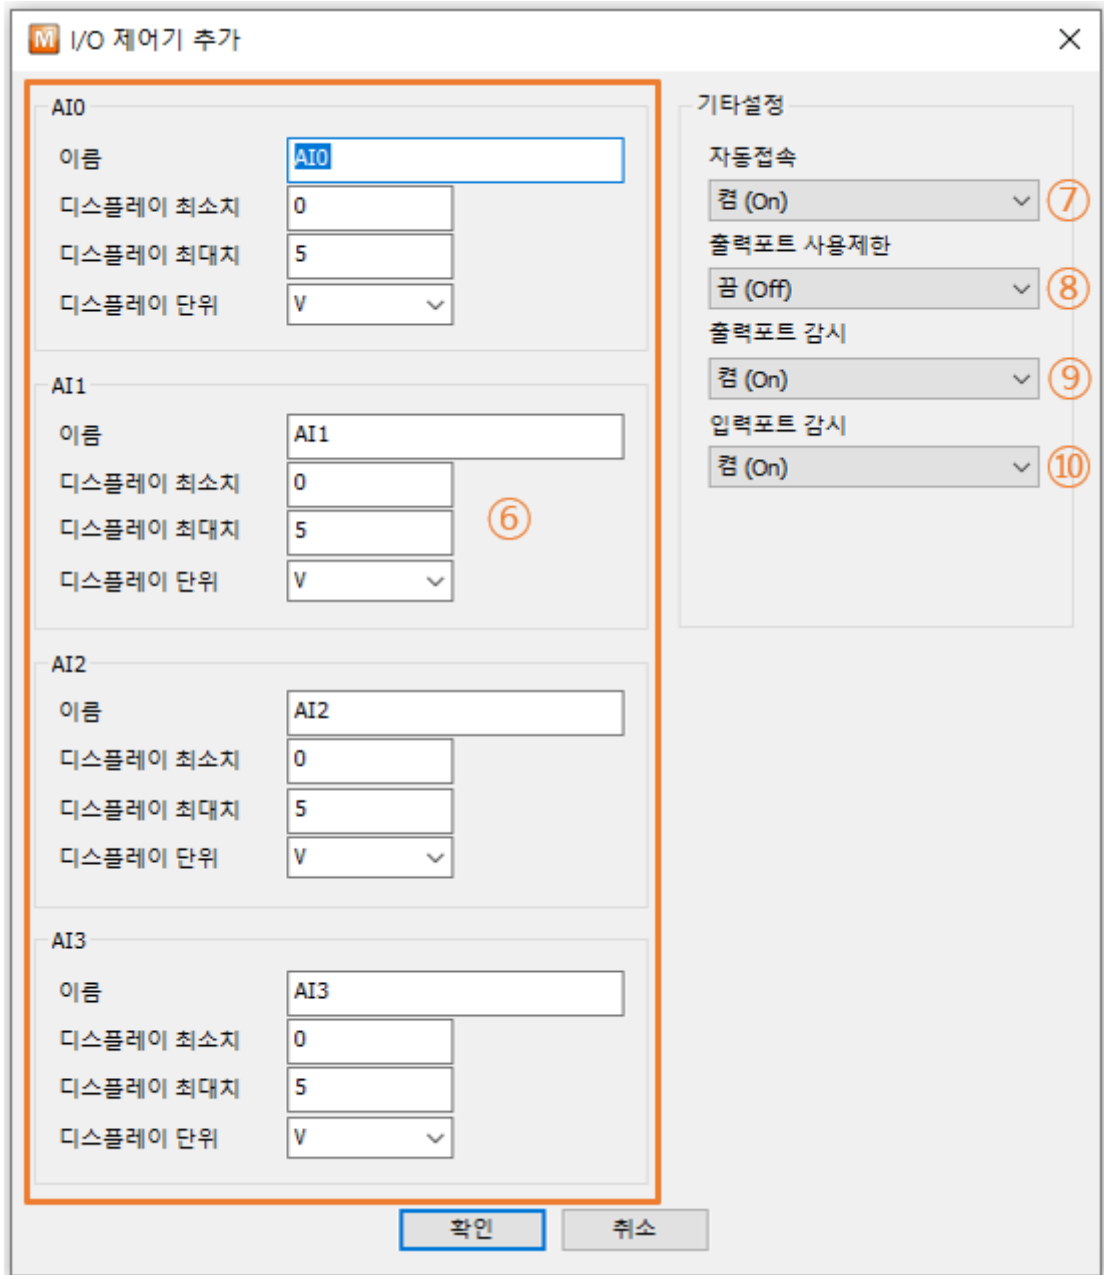 M I/O 제어기 추가
AI0
이름 AI0
디스플레이 최소치 0
디스플레이 최대치 5
디스플레이 단위 V
AI1
이름 AI1
디스플레이 최소치 0
디스플레이 최대치 5
⑥
디스플레이 단위 V
AI2
이름 AI2
디스플레이 최소치 0
디스플레이 최대치 5
디스플레이 단위 V
AI3
이름 AI3
디스플레이 최소치 0
디스플레이 최대치 5
디스플레이 단위 V
기타설정
자동접속
켬 (On) ⑦
출력포트 사용제한
끔 (Off) ⑧
출력포트 감시
켬 (On) ⑨
입력포트 감시
켬 (On) ⑩
확인 취소